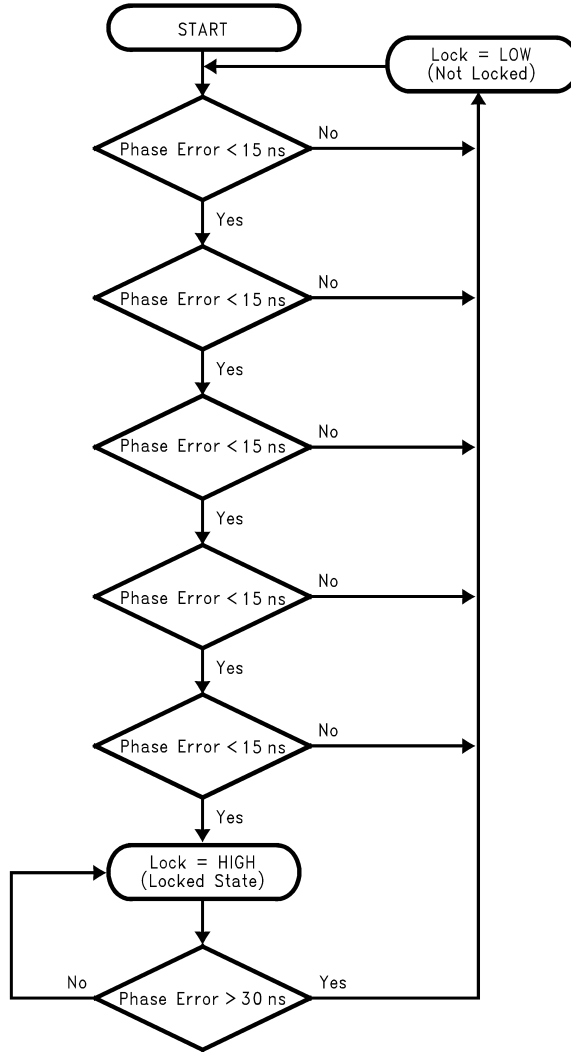 START
Lock = LOW
(Not Locked)
Phase Error < 15 ns
No
Yes
Phase Error < 15 ns
No
Yes
Phase Error < 15 ns
No
Yes
Phase Error < 15 ns
No
Yes
Phase Error < 15 ns
No
Yes
Lock = HIGH
(Locked State)
No
Phase Error > 30 ns
Yes